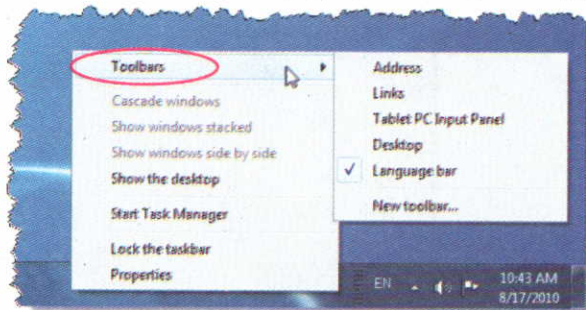 Toolbars
Cascade windows
Show windows stacked
Show windows side by side
Show the desktop
Start Task Manager
Lock the taskbar
Properties
Address
Links
Tablet PC Input Panel
Desktop
Language bar
New toolbar...
EN
10:43 AM
8/17/2010